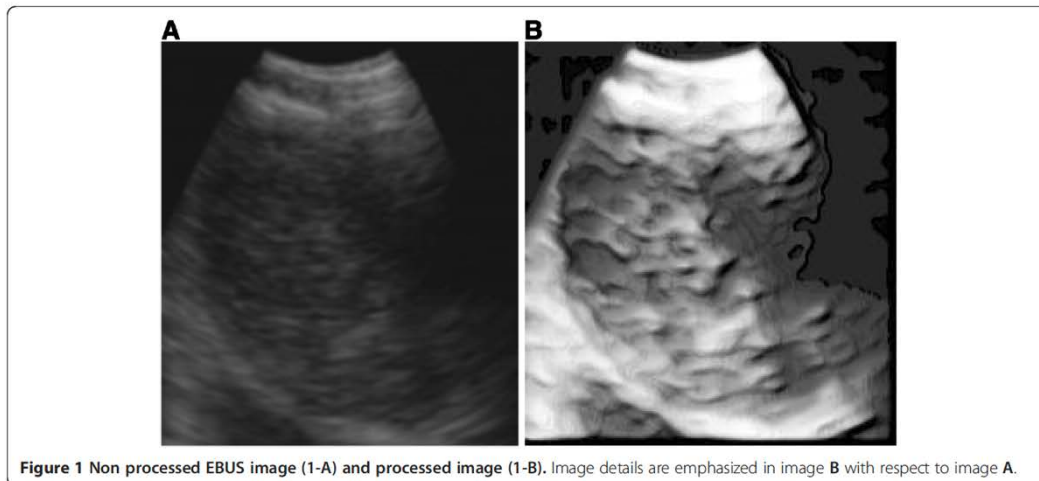 A B
Figure 1 Non processed EBUS image (1-A) and processed image (1-B). Image details are emphasized in image B with respect to image A.